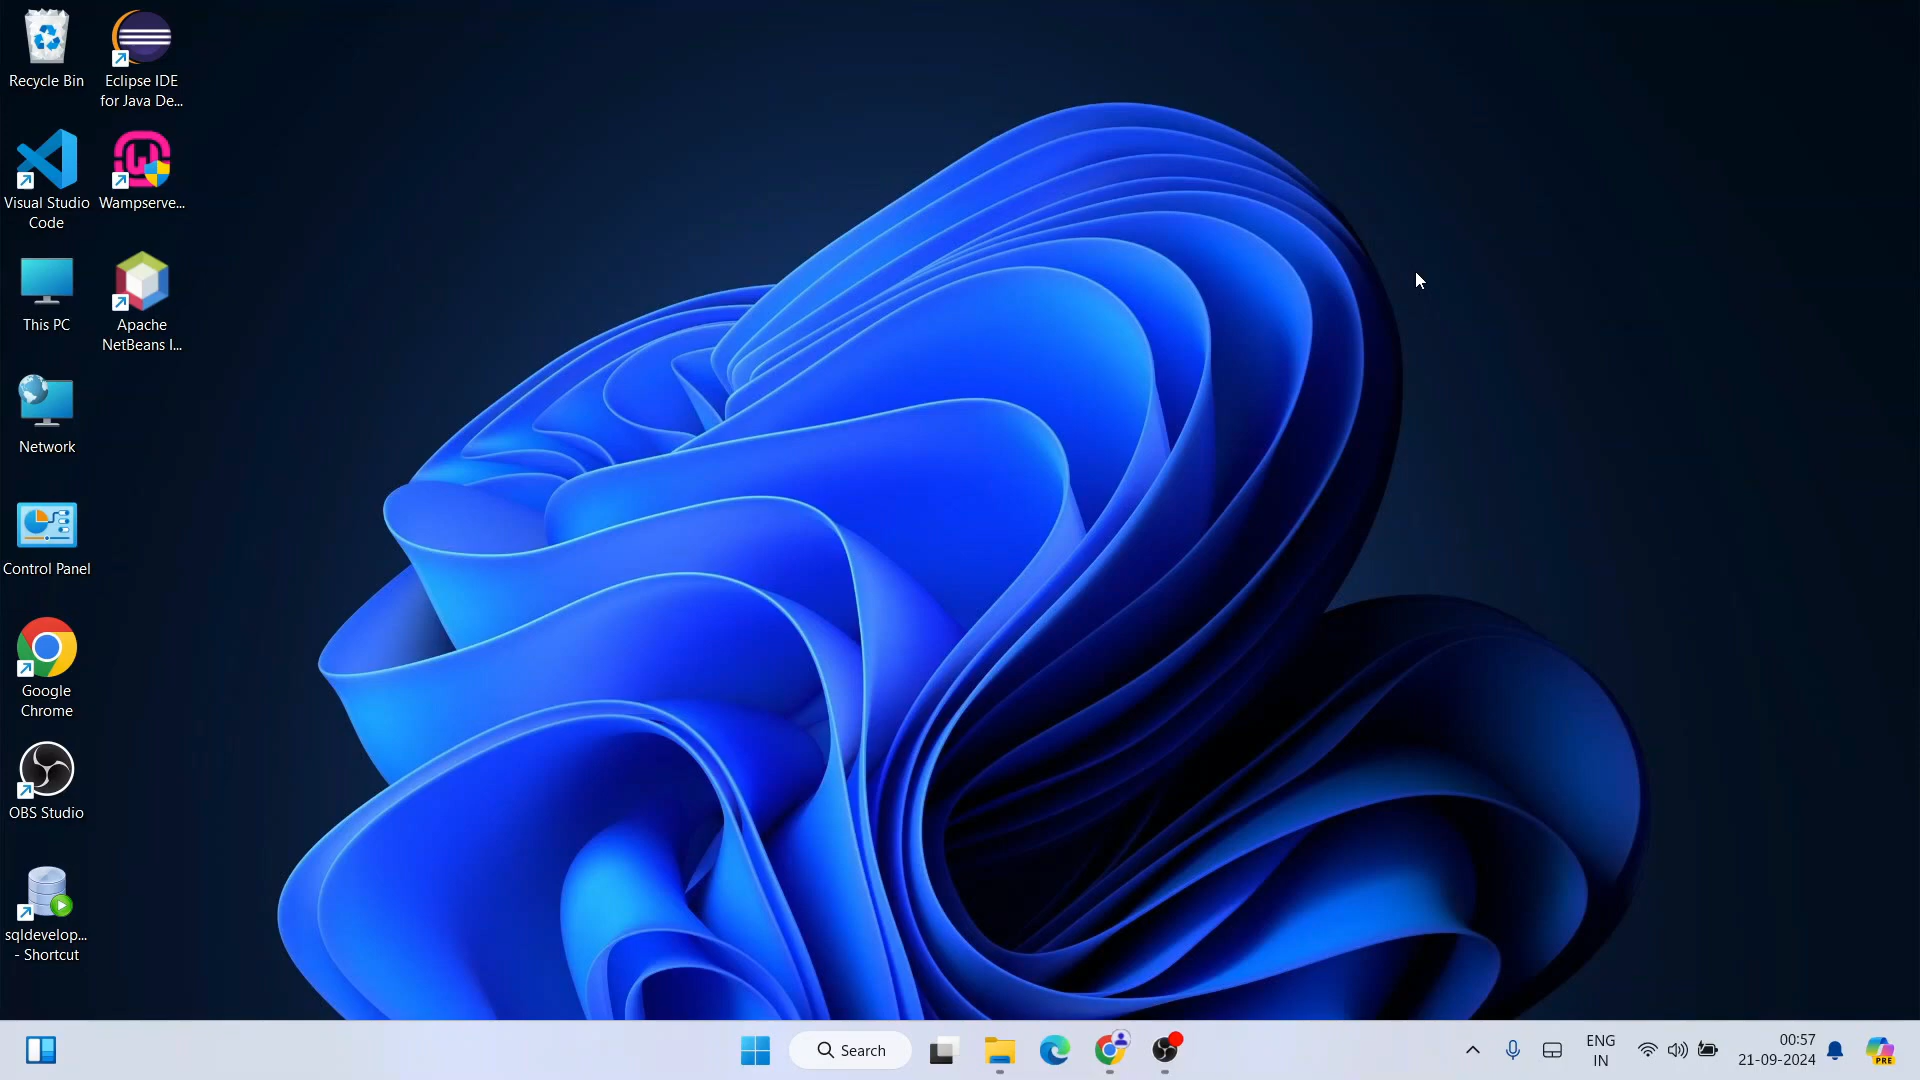 Recycle Bin
Eclipse IDE
for Java De...
Visual Studio
Code
Wampserve...
This PC
Apache
NetBeans I...
Network
Control Panel
Google
Chrome
OBS Studio
sqldevelop...
- Shortcut
Search
ENG
IN
00:57
21-09-2024
PRE